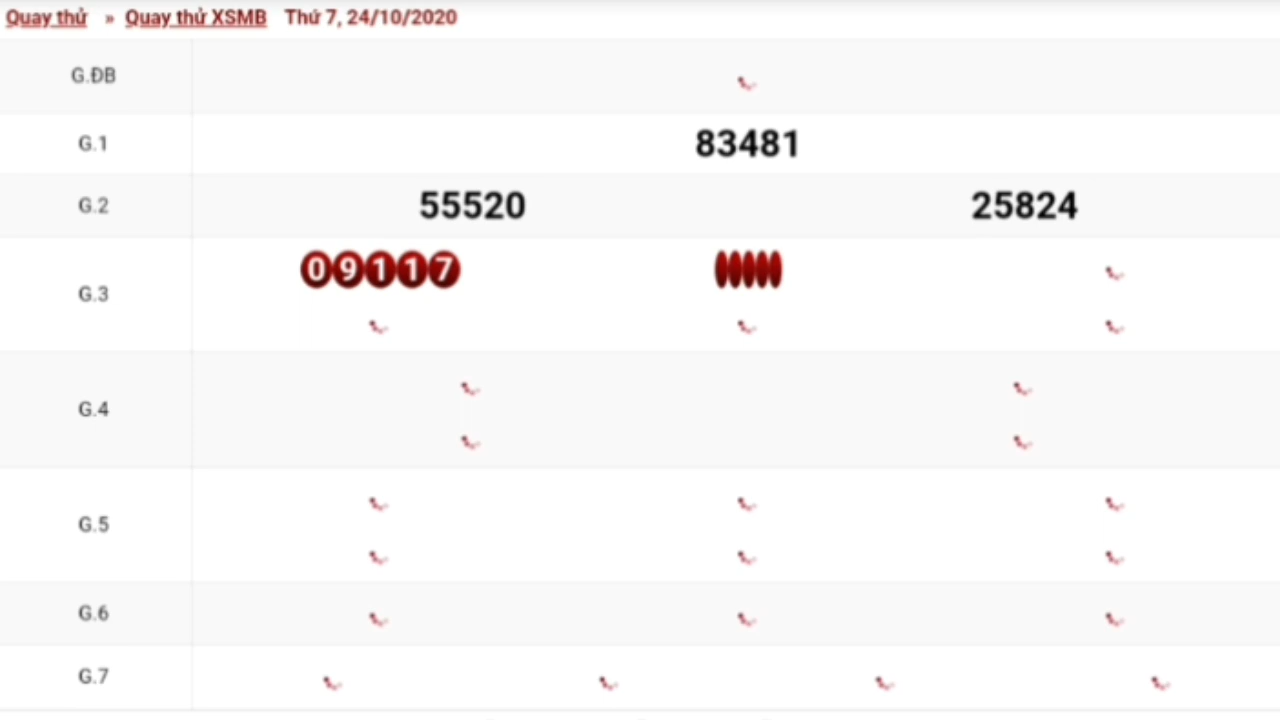 Quay thử » Quay thử XSMB Thứ 7, 24/10/2020
G.ĐB
G.1 83481
G.2 55520 25824
G.3 09117
G.4
G.5
G.6
G.7